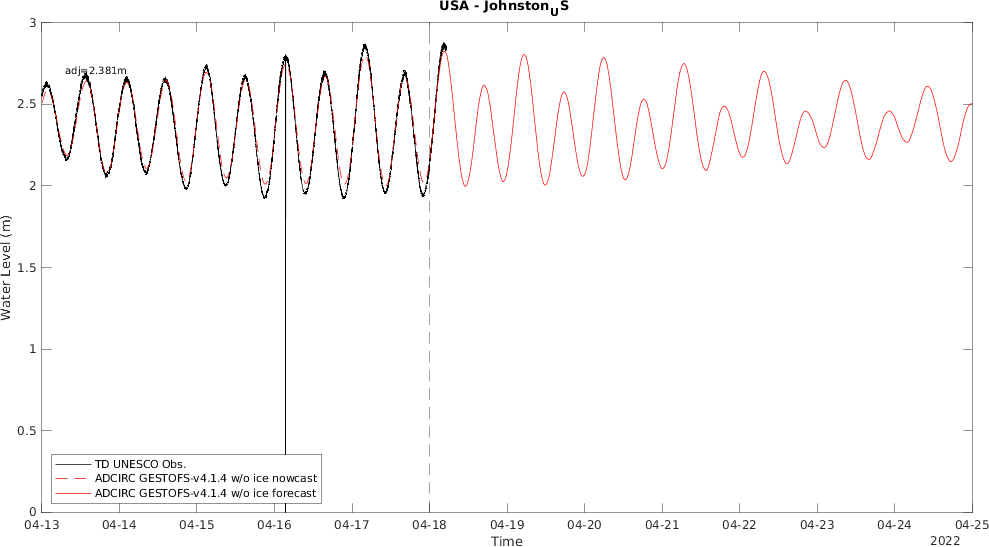 USA - Johnston_US
3
adj=2.381m
2.5
2
1.5
1
0.5
0
Water Level (m)
TD UNESCO Obs.
ADCIRC GESTOFS-v4.1.4 w/o ice nowcast
ADCIRC GESTOFS-v4.1.4 w/o ice forecast
04-13 04-14 04-15 04-16 04-17 04-18 04-19 04-20 04-21 04-22 04-23 04-24 04-25
Time
2022